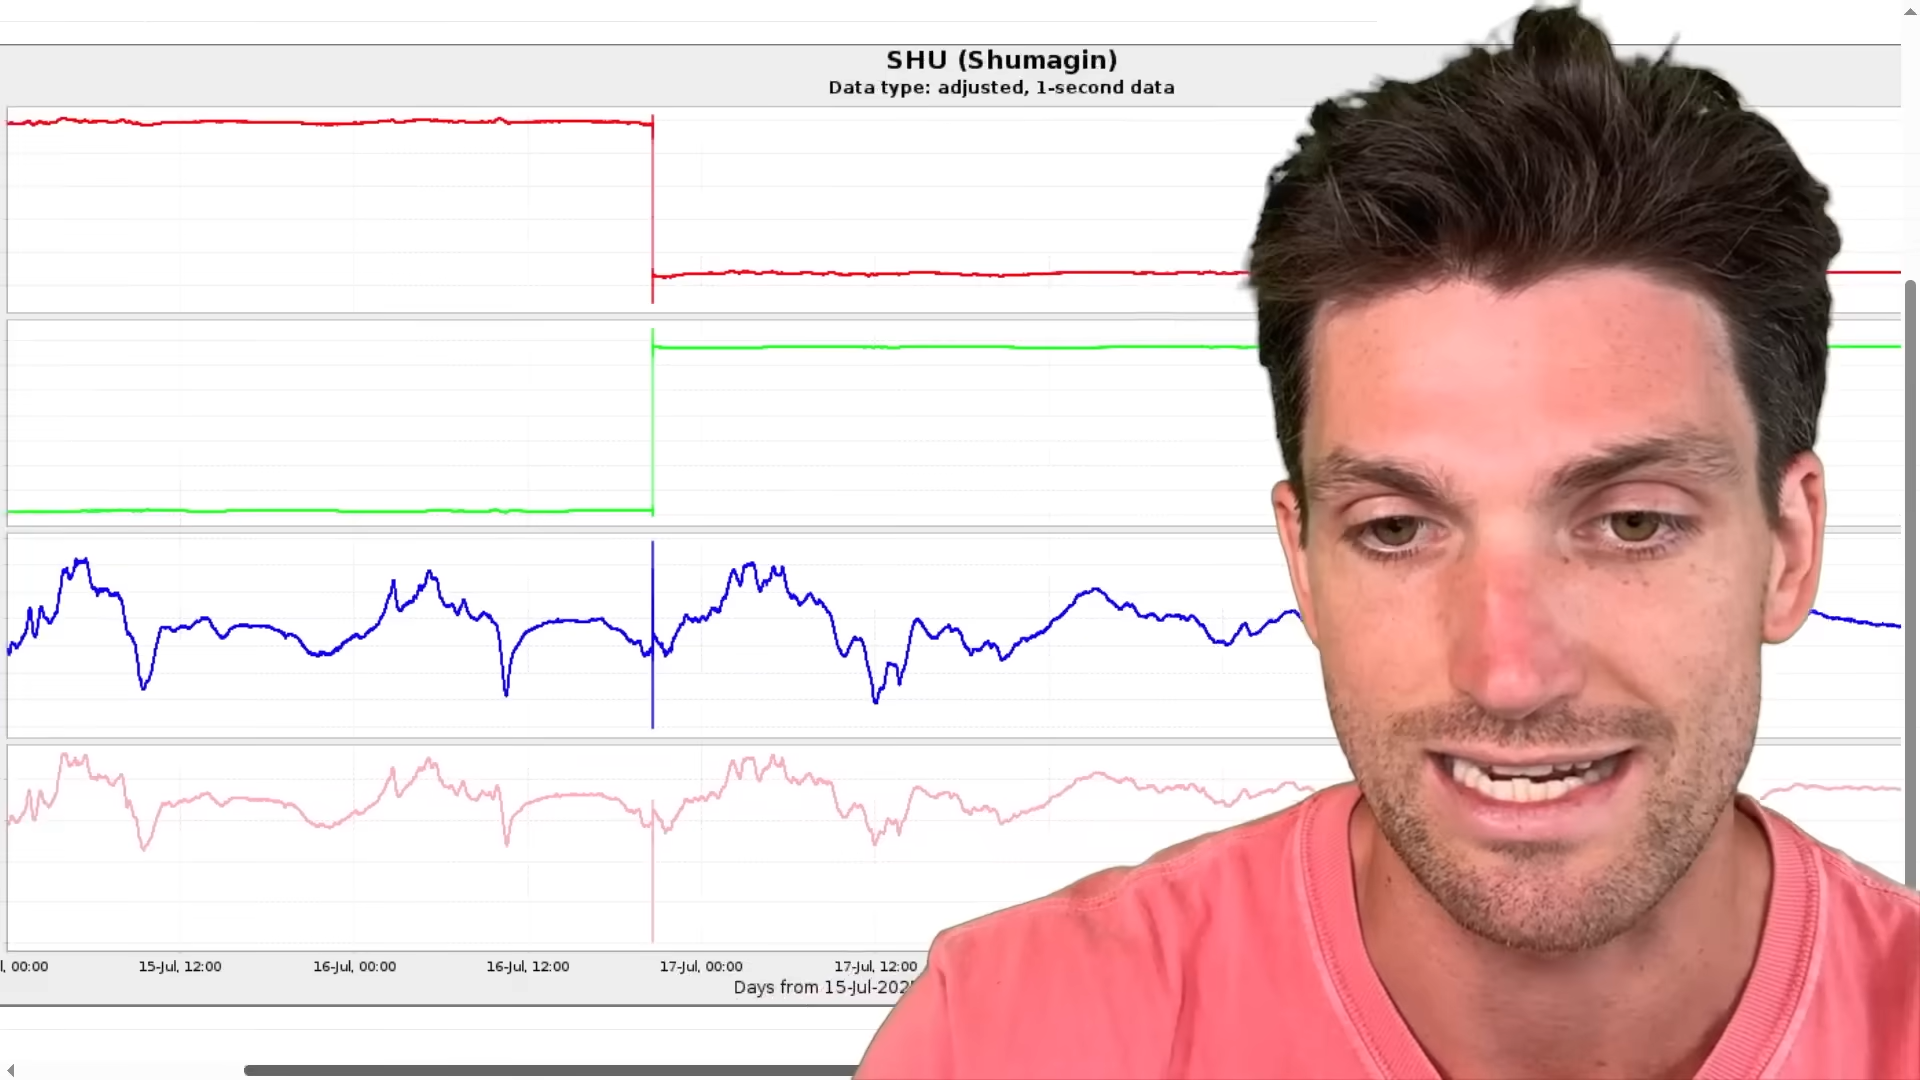 SHU (Shumagin)
Data type: adjusted, 1-second data
00:00
15-Jul, 12:00
16-Jul, 00:00
16-Jul, 12:00
17-Jul, 00:00
17-Jul, 12:00
Days from 15-Jul-202